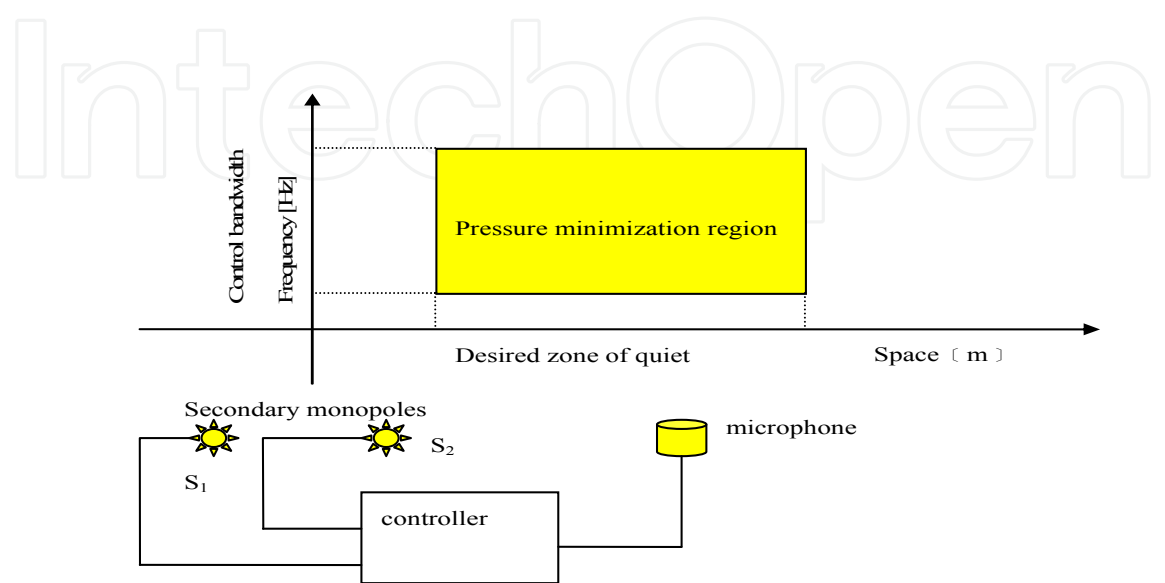 IntechOpen
Control bandwidth
Frequency [Hz]
Pressure minimization region
Desired zone of quiet
Space〔 m 〕
Secondary monopoles
S₁
S₂
microphone
controller